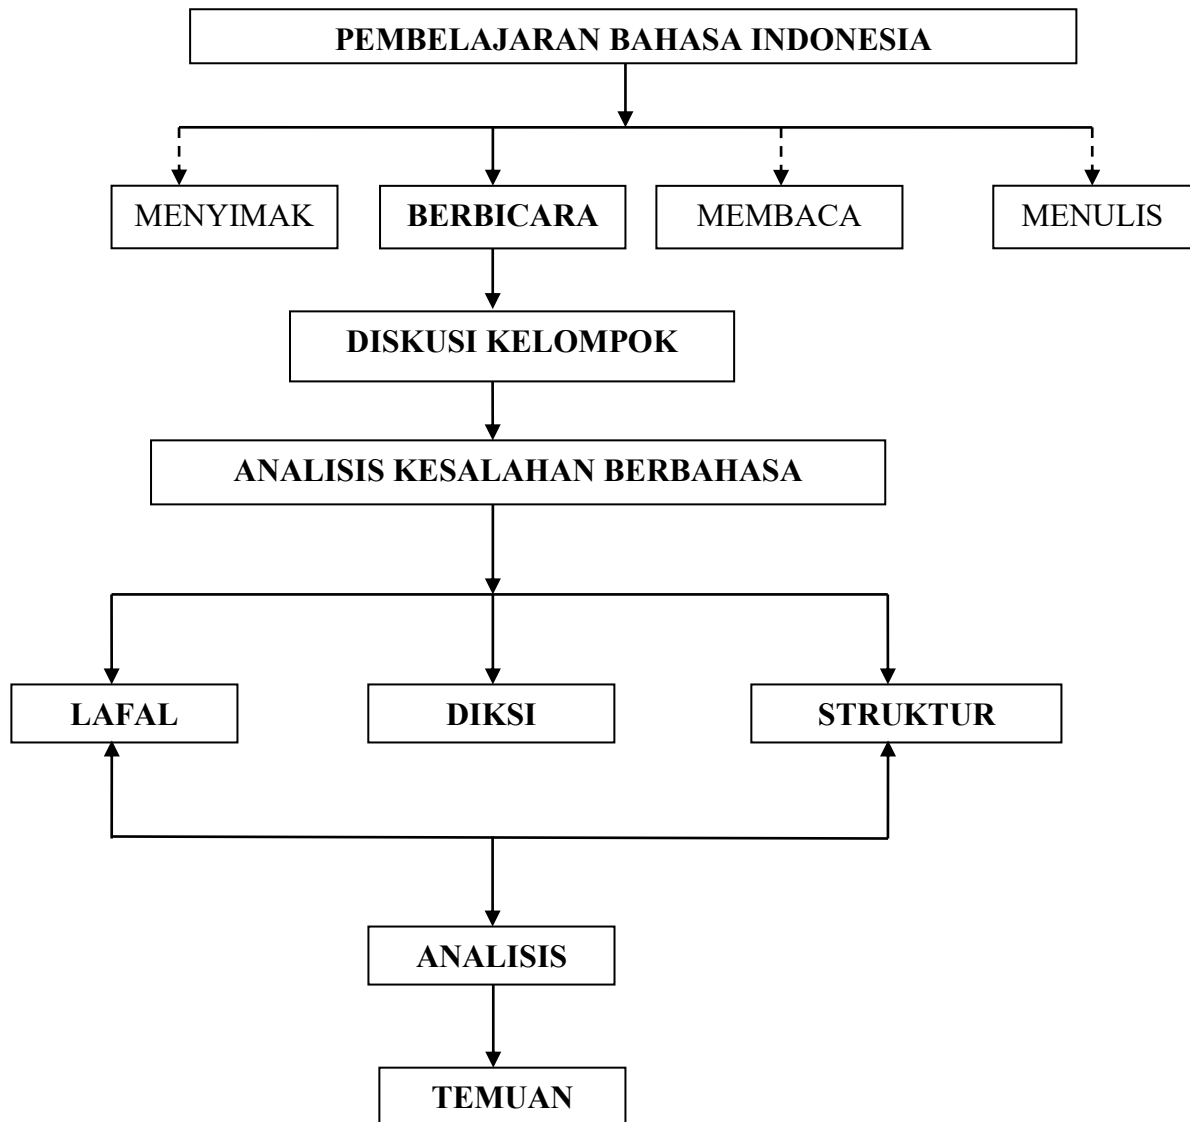 PEMBELAJARAN BAHASA INDONESIA
MENYIMAK
BERBICARA
MEMBACA
MENULIS
DISKUSI KELOMPOK
ANALISIS KESALAHAN BERBAHASA
LAFAL
DIKSI
STRUKTUR
ANALISIS
TEMUAN